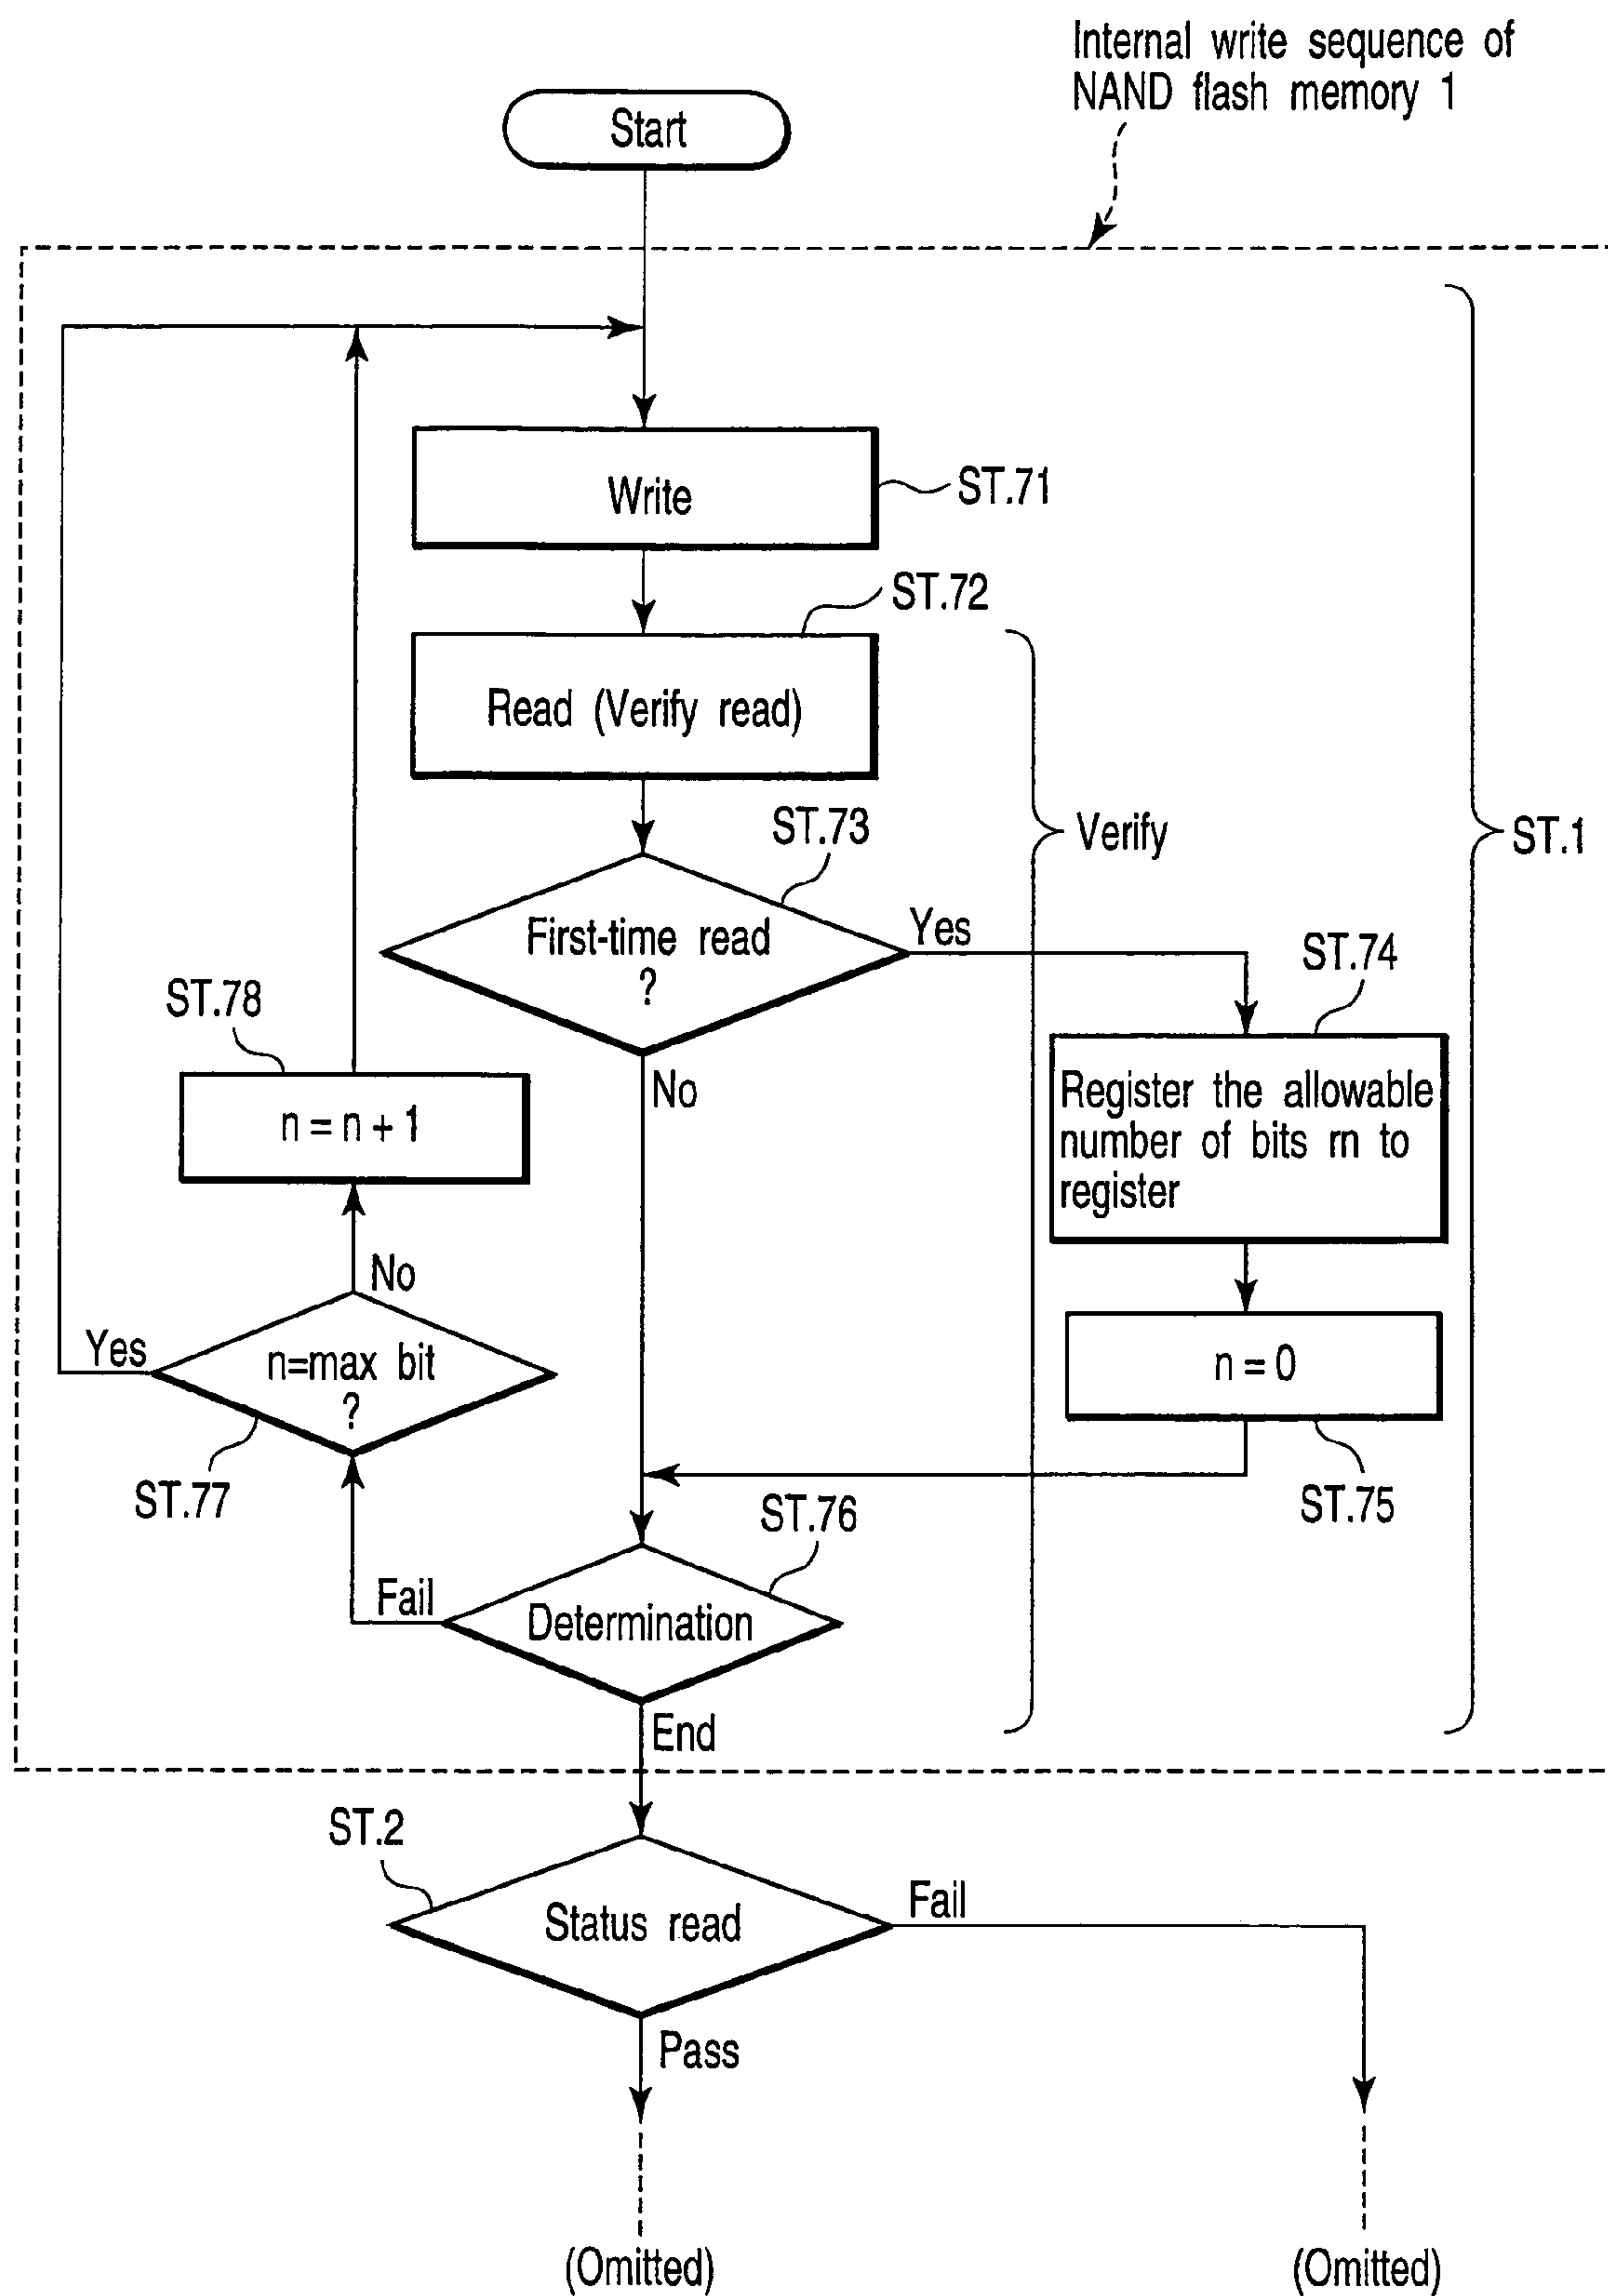 Internal write sequence of
NAND flash memory 1
Start
Write
ST.71
ST.72
Read (Verify read)
ST.73
Verify
ST.1
First-time read
?
Yes
ST.74
ST.78
No
Register the allowable
number of bits rn to
register
n = n + 1
No
Yes
n=max bit
?
n = 0
ST.77
ST.75
ST.76
Fail
Determination
End
ST.2
Status read
Fail
Pass
(Omitted)
(Omitted)